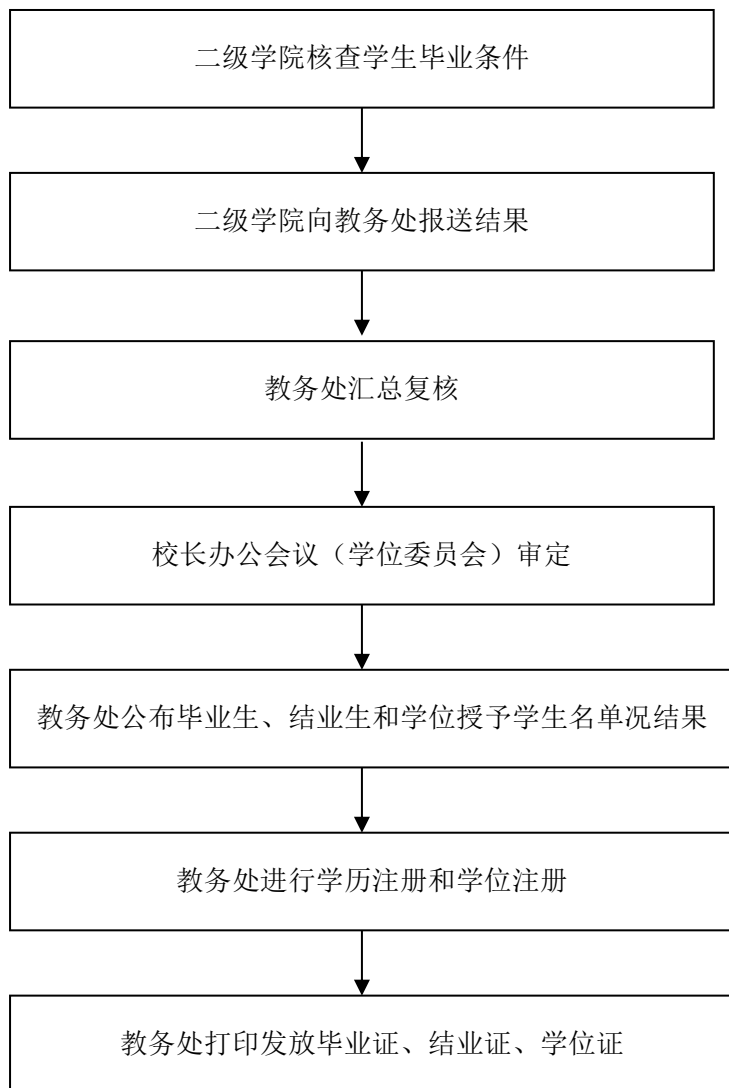 二级学院核查学生毕业条件
二级学院向教务处报送结果
教务处汇总复核
校长办公会议（学位委员会）审定
教务处公布毕业生、结业生和学位授予学生名单况结果
教务处进行学历注册和学位注册
教务处打印发放毕业证、结业证、学位证